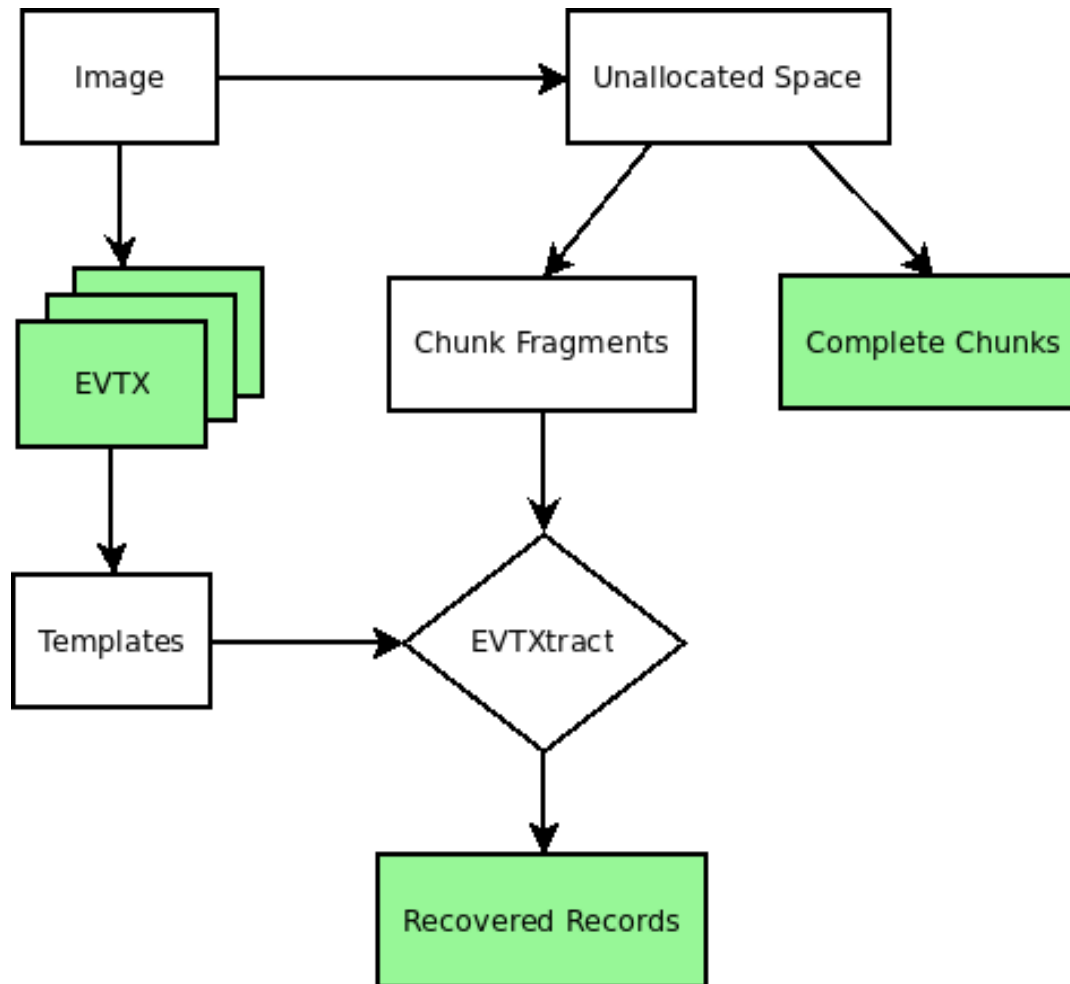 Image
Unallocated Space
Chunk Fragments
Complete Chunks
EVTX
Templates
EVTXtract
Recovered Records